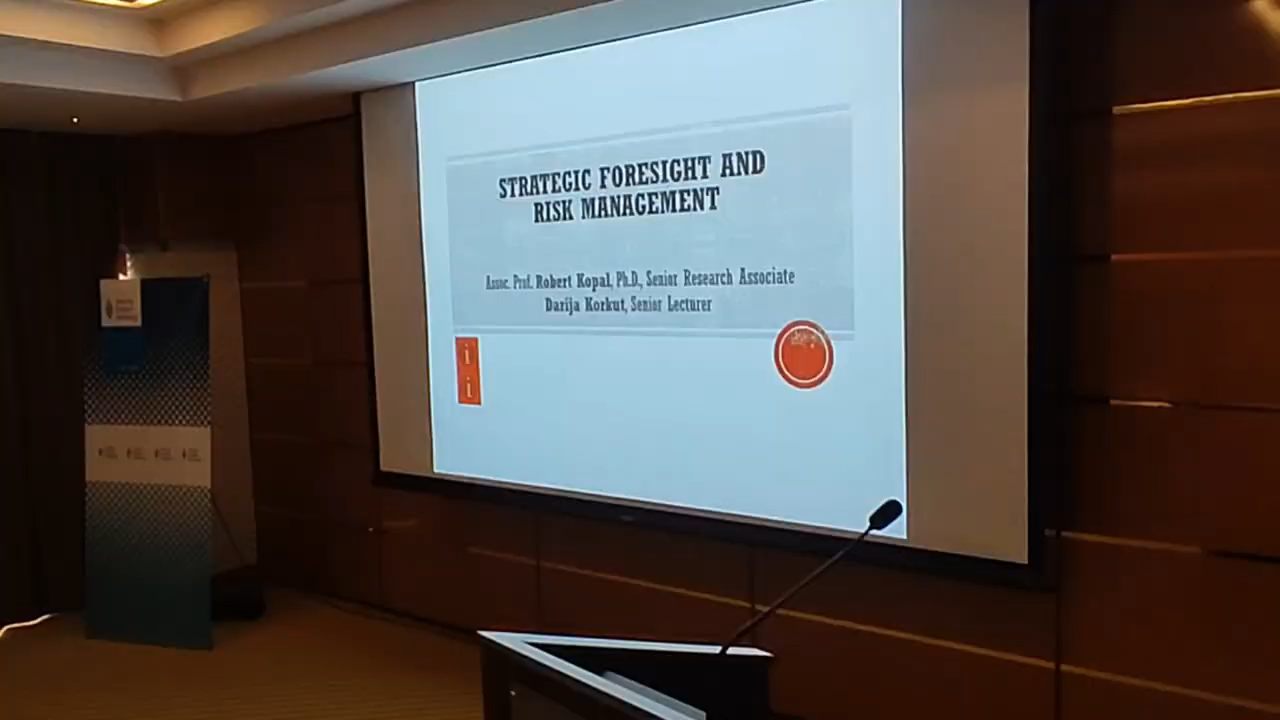 STRATEGIC FORESIGHT AND
RISK MANAGEMENT
Assoc. Prof. Robert Kopal, Ph.D., Senior Research Associate
Darija Korkut, Senior Lecturer
i
i